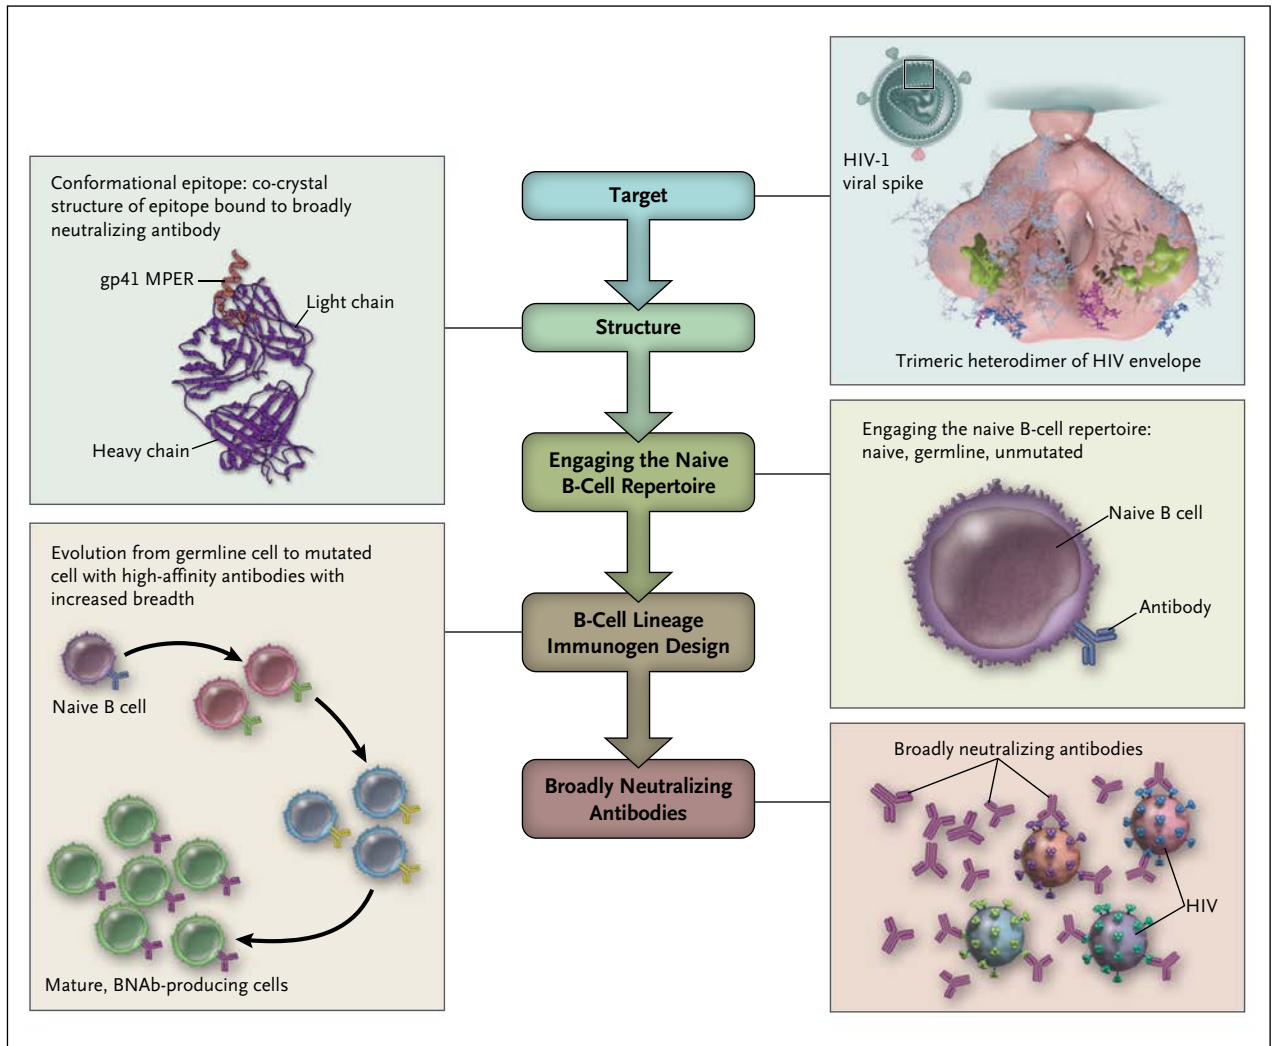 HIV-1
viral spike
Trimeric heterodimer of HIV envelope
Target
Conformational epitope: co-crystal
structure of epitope bound to broadly
neutralizing antibody
gp41 MPER
Light chain
Heavy chain
Structure
Engaging the Naive
B-Cell Repertoire
Engaging the naive B-cell repertoire:
naive, germline, unmutated
Naive B cell
Antibody
Evolution from germline cell to mutated
cell with high-affinity antibodies with
increased breadth
Naive B cell
Mature, BNAb-producing cells
B-Cell Lineage
Immunogen Design
Broadly Neutralizing
Antibodies
Broadly neutralizing antibodies
HIV